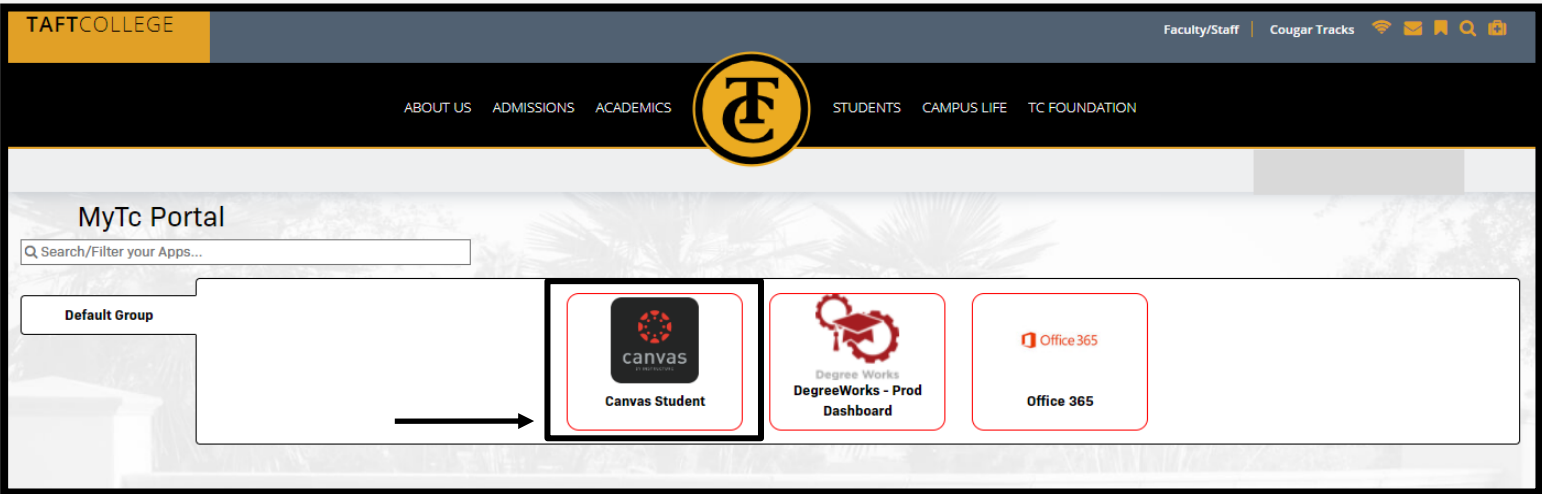 TAFTCOLLEGE
Faculty/Staff
Cougar Tracks
ABOUT US
ADMISSIONS
ACADEMICS
TC
STUDENTS
CAMPUS LIFE
TC FOUNDATION
MyTc Portal
Search/Filter your Apps...
Default Group
canvas
Canvas Student
Degree Works
DegreeWorks - Prod
Dashboard
Office 365
Office 365